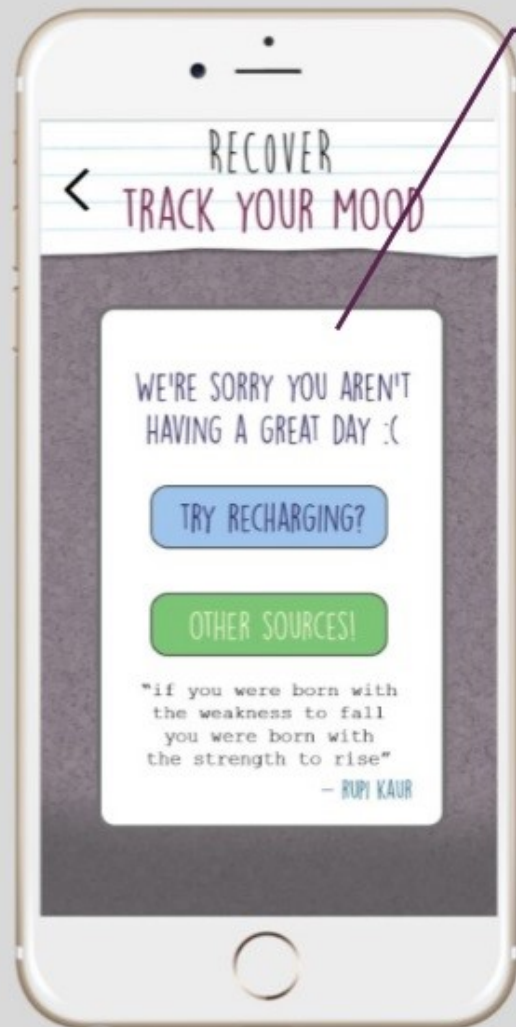 RECOVER
TRACK YOUR MOOD
WE'RE SORRY YOU AREN'T
HAVING A GREAT DAY :(
TRY RECHARGING?
OTHER SOURCES!
"if you were born with
the weakness to fall
you were born with
the strength to rise"
– RUPI KAUR